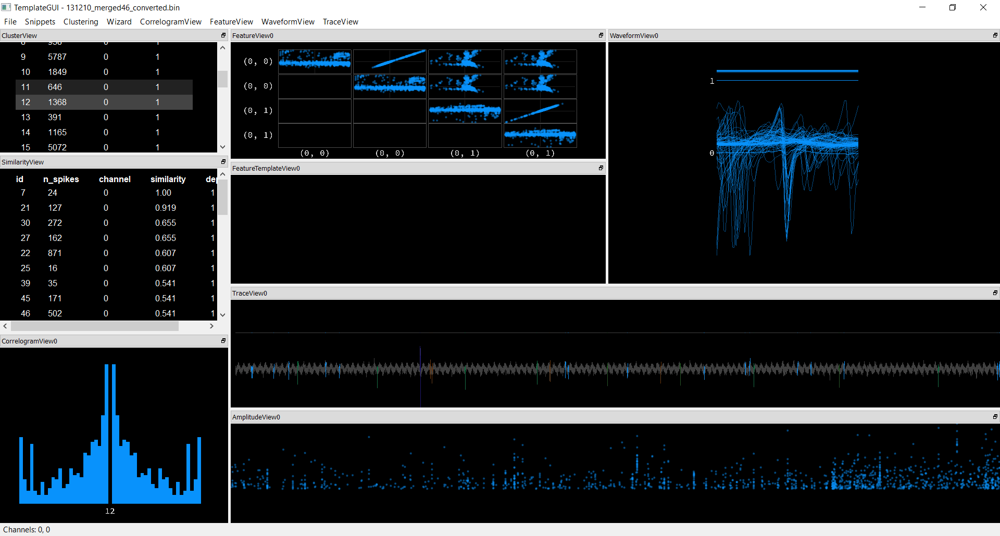 TemplateGUI - 131210_merged46_converted.bin
File Snippets Clustering Wizard CorrelogramView FeatureView WaveformView TraceView
ClusterView
9 5787 0 1
10 1849 0 1
11 646 0 1
12 1368 0 1
13 391 0 1
14 1165 0 1
15 5072 0 1
SimilarityView
id n_spikes channel similarity
7 24 0 1.00 1
21 127 0 0.919 1
30 272 0 0.655 1
27 162 0 0.655 1
22 871 0 0.607 1
25 16 0 0.607 1
39 35 0 0.541 1
45 171 0 0.541 1
46 502 0 0.541 1
CorrelogramView0
12
FeatureView0
(0, 0)
(0, 0)
(0, 1)
(0, 1)
(0, 0) (0, 0) (0, 1) (0, 1)
FeatureTemplateView0
WaveformView0
1
0
TraceView0
AmplitudeView0
Channels: 0, 0